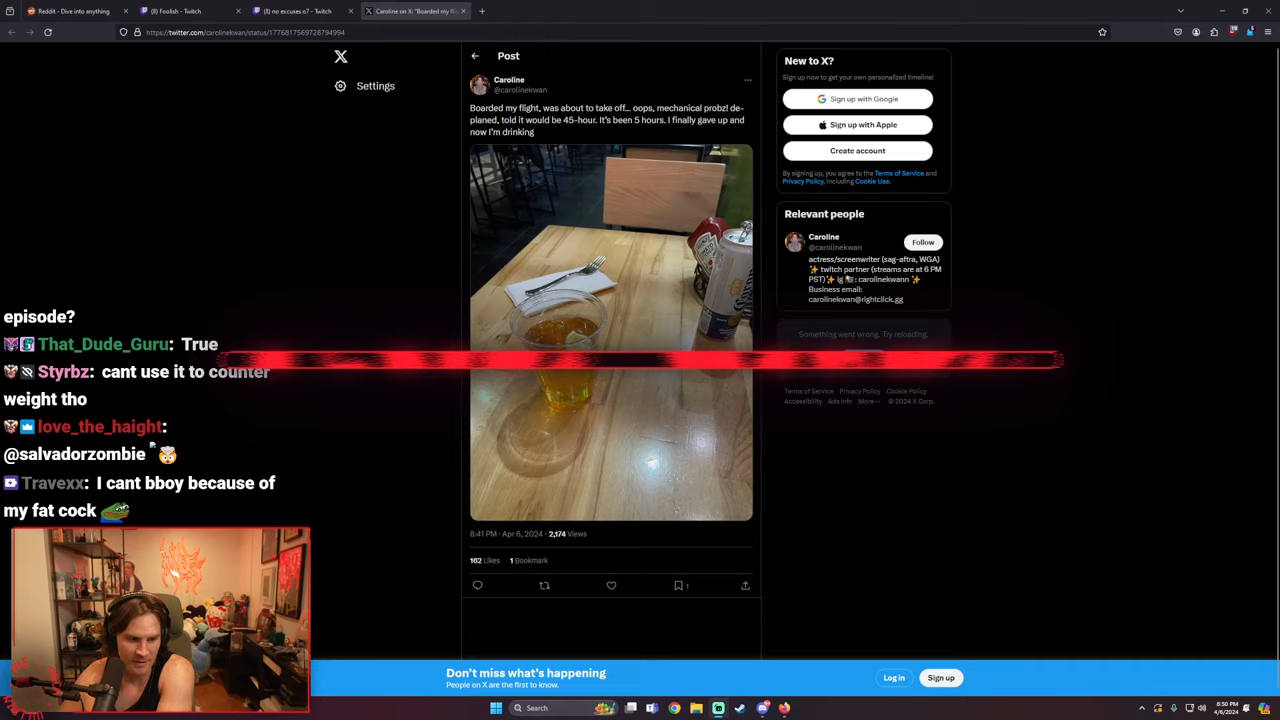 Reddit - Dive into anything
(!) Foolish - Twitch
(!) no excuses o7 - Twitch
Caroline on X: "Boarded my flig
https://twitter.com/carolinekwan/status/1776817569728794994
Settings
Post
Caroline
@carolinekwan
Boarded my flight, was about to take off... oops, mechanical probz! de-
planed, told it would be 45-hour. It's been 5 hours. I finally gave up and
now I'm drinking
8:41 PM · Apr 6, 2024 · 2,174 Views
162 Likes 1 Bookmark
1
New to X?
Sign up now to get your own personalized timeline!
Sign up with Google
Sign up with Apple
Create account
By signing up, you agree to the Terms of Service and
Privacy Policy, including Cookie Use.
Relevant people
Caroline
@carolinekwan
Follow
actress/screenwriter (sag-aftra, WGA)
✨ twitch partner (streams are at 6 PM
PST)✨ ig 📷: carolinekwann ✨
Business email:
carolinekwan@rightclick.gg
Something went wrong. Try reloading.
Terms of Service Privacy Policy Cookie Policy
Accessibility Ads info More ··· © 2024 X Corp.
episode?
That_Dude_Guru: True
Styrbz: cant use it to counter
weight tho
love_the_haight:
@salvadorzombie 🤯
Travexx: I cant bboy because of
my fat cock
Don't miss what's happening
People on X are the first to know.
Log in
Sign up
Search
8:50 PM
4/6/2024